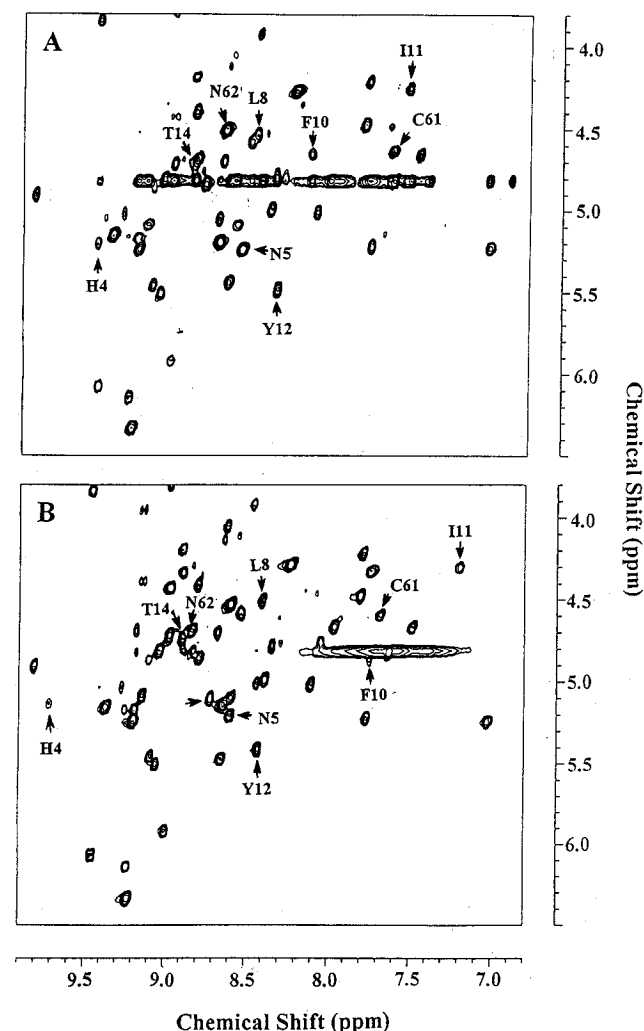 A
4.0
I11
N62
L8
F10
C61
T14
4.5
5.0
N5
H4
Y12
5.5
6.0
Chemical Shift (ppm)
B
4.0
I11
L8
C61
T14
N62
4.5
5.0
F10
H4
N5
Y12
5.5
6.0
9.5 9.0 8.5 8.0 7.5 7.0
Chemical Shift (ppm)